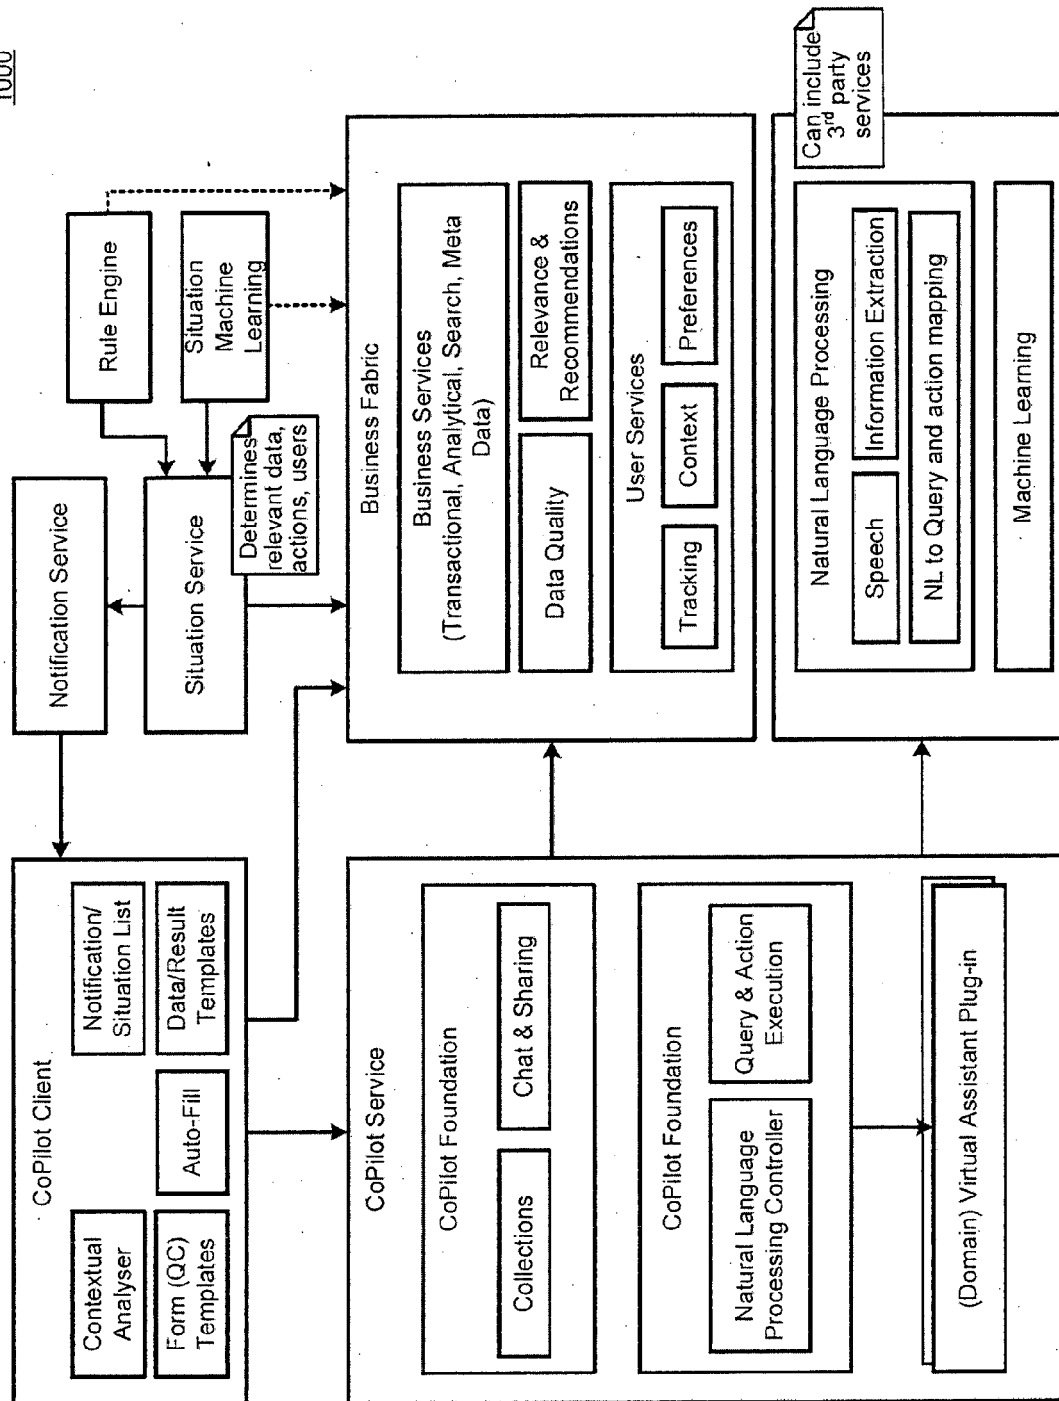 1000
CoPilot Client
Contextual
Analyser
Form (QC)
Templates
Auto-Fill
Notification/
Situation List
Data/Result
Templates
Notification Service
Situation Service
Determines
relevant data,
actions, users
Rule Engine
Situation
Machine
Learning
CoPilot Service
CoPilot Foundation
Collections
Chat & Sharing
CoPilot Foundation
Natural Language
Processing Controller
Query & Action
Execution
(Domain) Virtual Assistant Plug-in
Business Fabric
Business Services
(Transactional, Analytical, Search, Meta
Data)
Data Quality
Relevance &
Recommendations
User Services
Tracking
Context
Preferences
Can include
3rd party
services
Natural Language Processing
Speech
Information Extraction
NL to Query and action mapping
Machine Learning